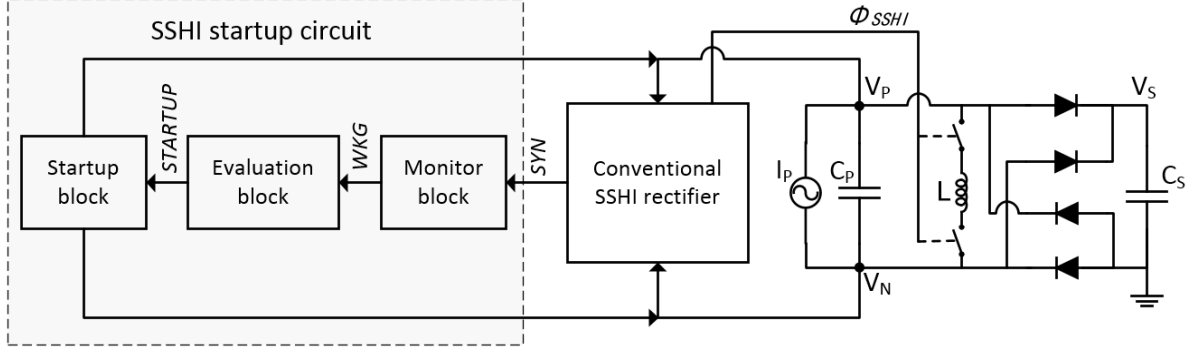 SSHI startup circuit
Φ_SSHI
Startup
block
STARTUP
Evaluation
block
WKG
Monitor
block
SYN
Conventional
SSHI rectifier
I_P
C_P
V_P
V_N
L
V_S
C_S